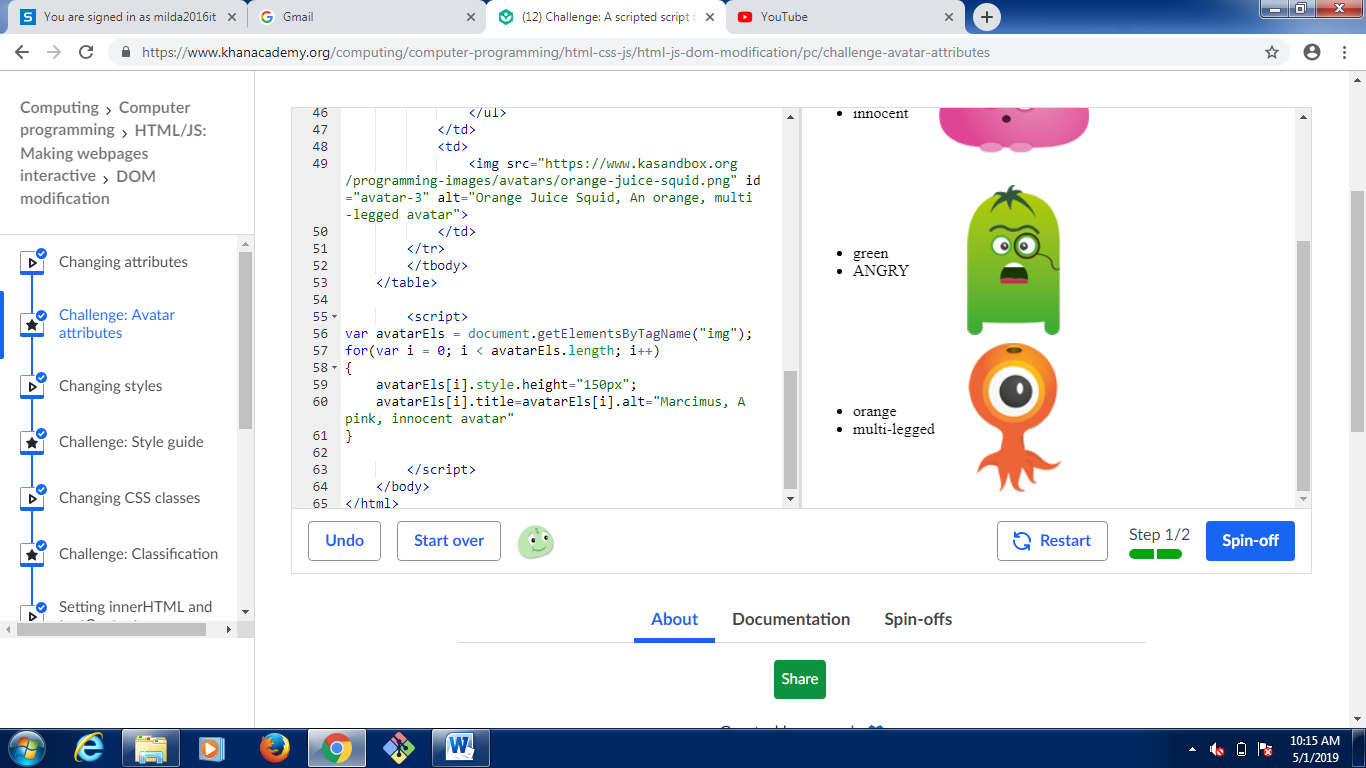 You are signed in as milda2016it
Gmail
(12) Challenge: A scripted script
YouTube
https://www.khanacademy.org/computing/computer-programming/html-css-js/html-js-dom-modification/pc/challenge-avatar-attributes
Computing > Computer
programming > HTML/JS:
Making webpages
interactive > DOM
modification
Changing attributes
Challenge: Avatar
attributes
Changing styles
Challenge: Style guide
Changing CSS classes
Challenge: Classification
Setting innerHTML and
46 </ul>
47 </td>
48 <td>
49 <img src="https://www.kasandbox.org
/programming-images/avatars/orange-juice-squid.png" id
="avatar-3" alt="Orange Juice Squid, An orange, multi
-legged avatar">
50 </td>
51 </tr>
52 </tbody>
53 </table>
54
55 <script>
56 var avatarEls = document.getElementsByTagName("img");
57 for(var i = 0; i < avatarEls.length; i++)
58 {
59 avatarEls[i].style.height="150px";
60 avatarEls[i].title=avatarEls[i].alt="Marcimus, A
pink, innocent avatar"
61 }
62
63 </script>
64 </body>
65 </html>
• innocent
• green
• ANGRY
• orange
• multi-legged
Undo
Start over
Restart
Step 1/2
Spin-off
About
Documentation
Spin-offs
Share
10:15 AM
5/1/2019